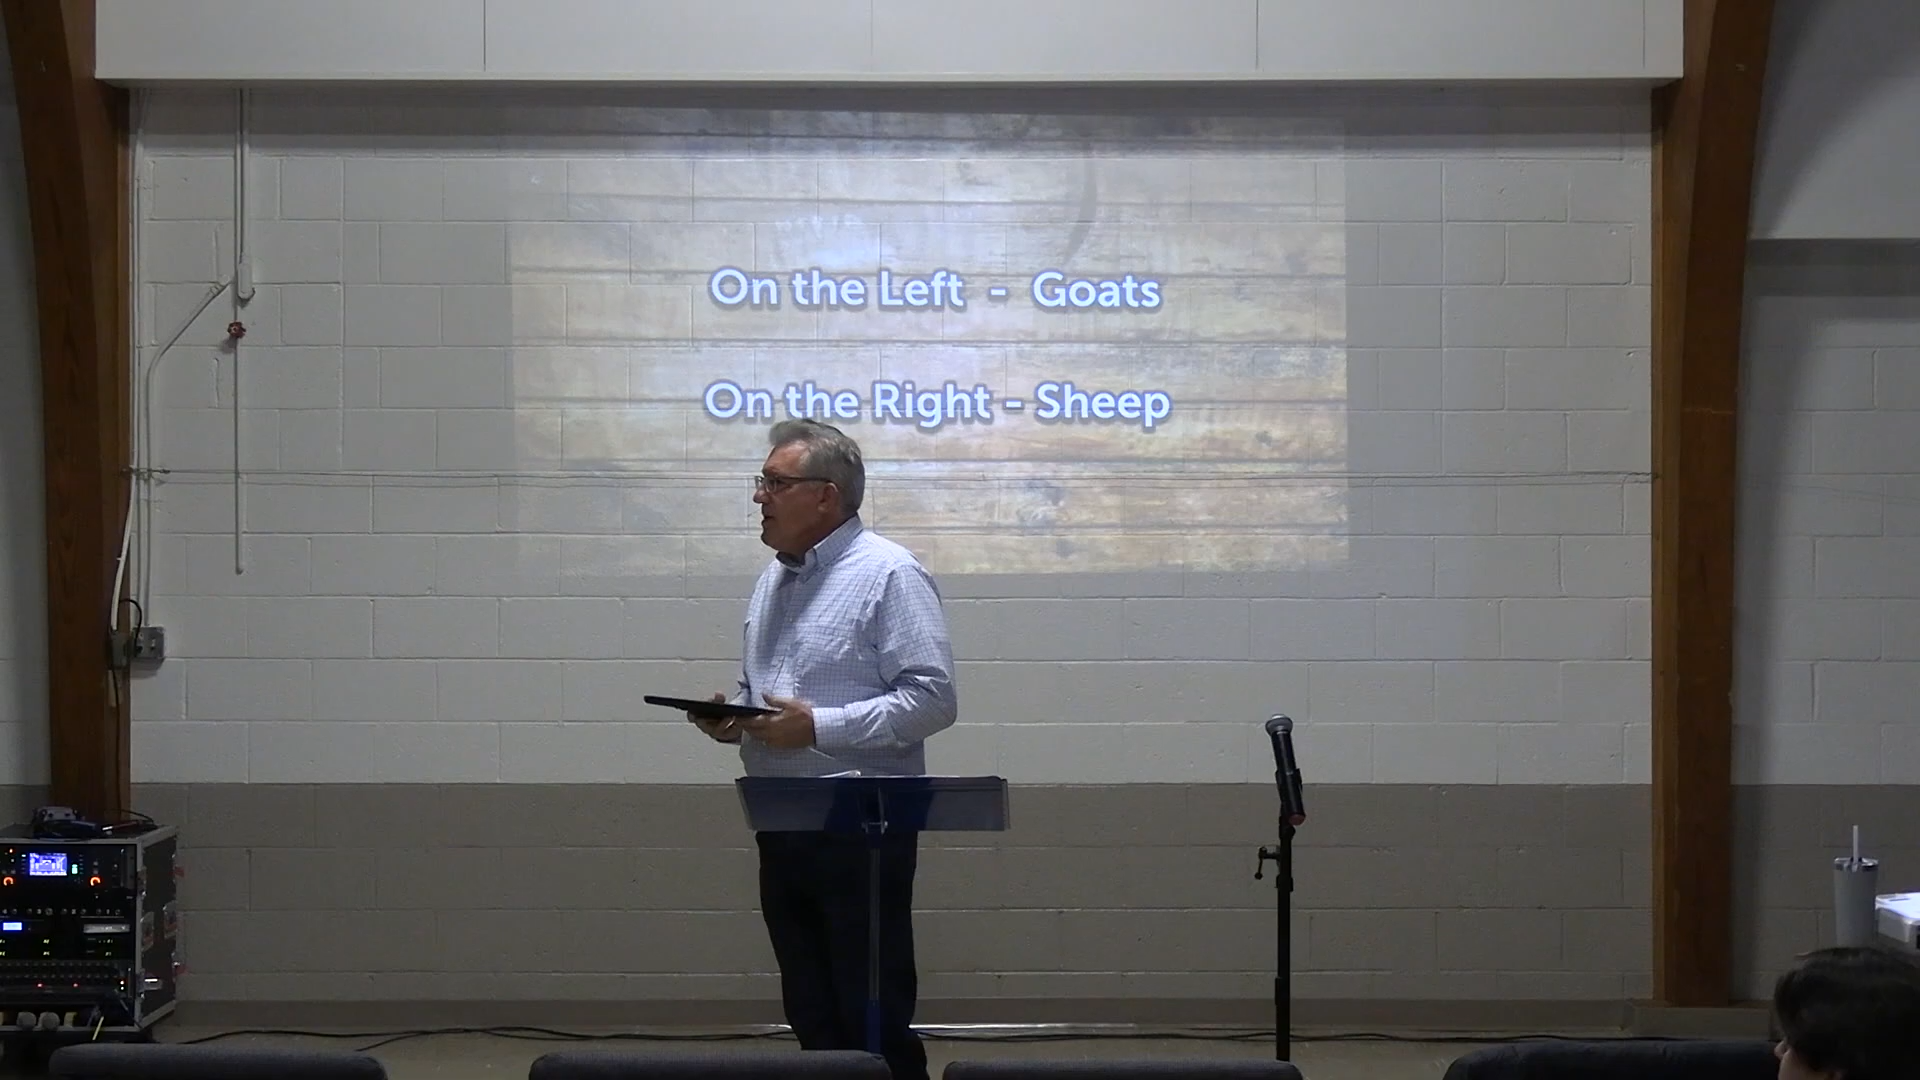 On the Left - Goats
On the Right - Sheep